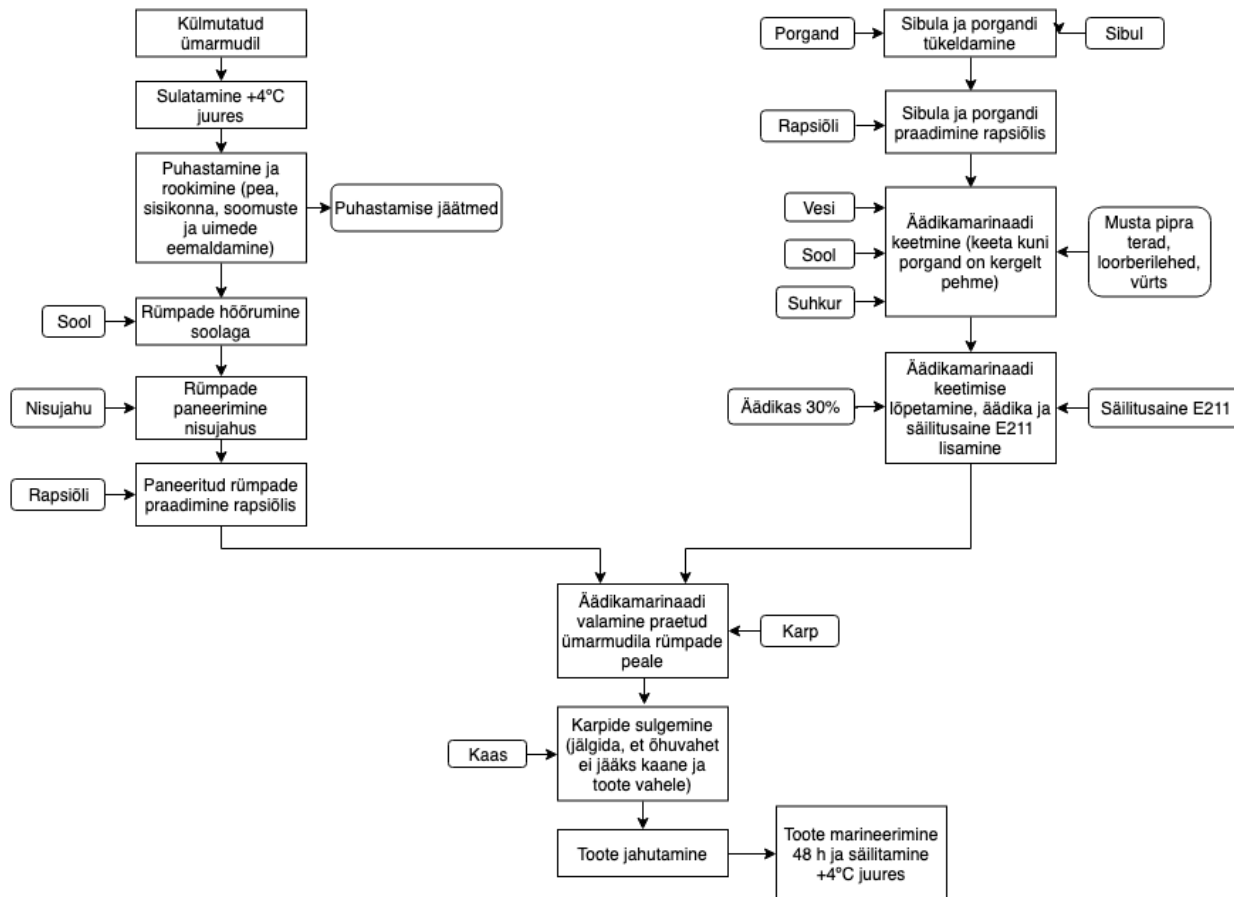 Külmutatud
ümarmudil
Sulatamine +4°C
juures
Puhastamine ja
rookimine (pea,
sisikonna, soomuste
ja uimede
eemaldamine)
Puhastamise jäätmed
Sool
Rümpade hõõrumine
soolaga
Nisujahu
Rümpade
paneerimine
nisujahus
Rapsiõli
Paneeritud rümpade
praadimine rapsiõlis
Porgand
Sibula ja porgandi
tükeldamine
Sibul
Rapsiõli
Sibula ja porgandi
praadimine rapsiõlis
Vesi
Sool
Suhkur
Äädikamarinaadi
keetmine (keeta kuni
porgand on kergelt
pehme)
Musta pipra
terad,
loorberilehed,
vürts
Äädikas 30%
Äädikamarinaadi
keetimise
lõpetamine, äädika ja
säilitusaine E211
lisamine
Säilitusaine E211
Äädikamarinaadi
valamine praetud
ümarmudila rümpade
peale
Karp
Kaas
Karpide sulgemine
(jälgida, et õhuvahet
ei jääks kaane ja
toote vahele)
Toote jahutamine
Toote marineerimine
48 h ja säilitamine
+4°C juures